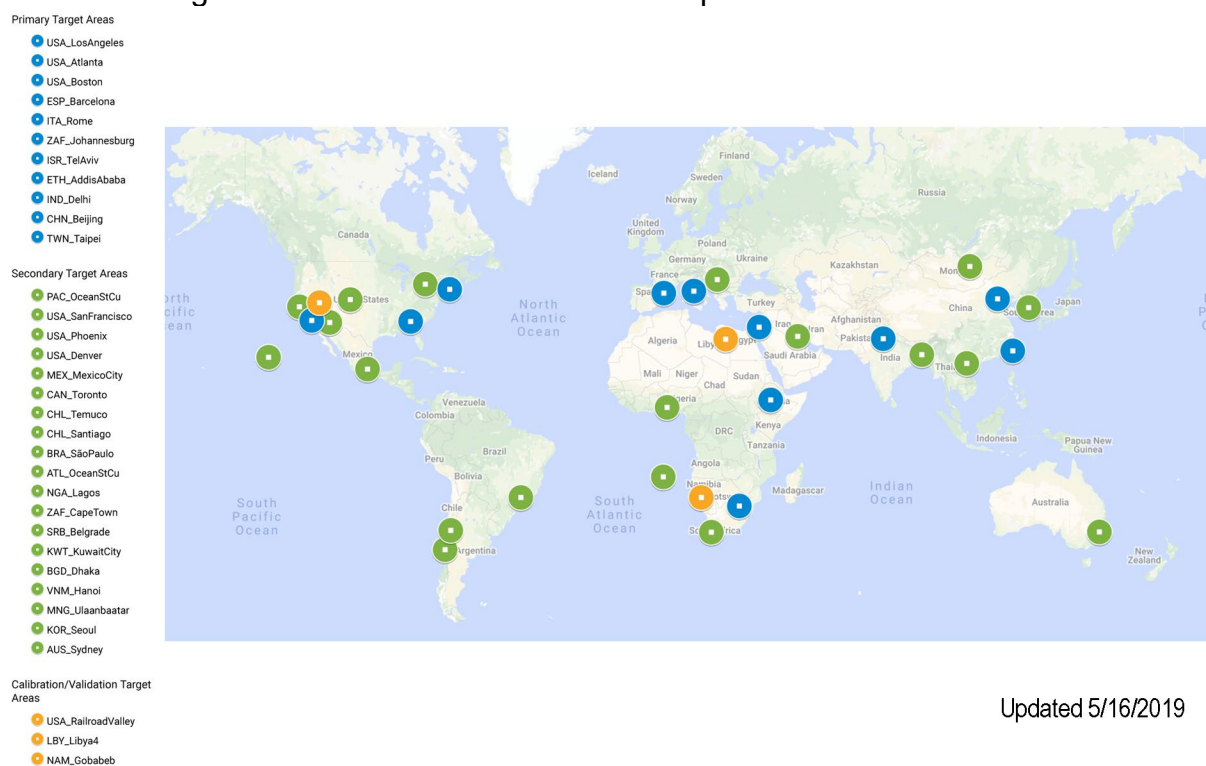 Primary Target Areas
USA_LosAngeles
USA_Atlanta
USA_Boston
ESP_Barcelona
ITA_Rome
ZAF_Johannesburg
ISR_TelAviv
ETH_AddisAbaba
IND_Delhi
CHN_Beijing
TWN_Taipei
Secondary Target Areas
PAC_OceanStCu
USA_SanFrancisco
USA_Phoenix
USA_Denver
MEX_MexicoCity
CAN_Toronto
CHL_Temuco
CHL_Santiago
BRA_SãoPaulo
ATL_OceanStCu
NGA_Lagos
ZAF_CapeTown
SRB_Belgrade
KWT_KuwaitCity
BGD_Dhaka
VNM_Hanoi
MNG_Ulaanbaatar
KOR_Seoul
AUS_Sydney
Calibration/Validation Target
Areas
USA_RailroadValley
LBY_Libya4
NAM_Gobabeb
Finland
Iceland
Sweden
Russia
Norway
United
Kingdom
Canada
Poland
Germany
Ukraine
Kazakhstan
France
Turkey
China
Japan
North
Atlantic
Ocean
States
Afghanistan
Algeria
Saudi Arabia
India
Mexico
Mali
Niger
Chad
Sudan
Venezuela
Colombia
Kenya
DRC
Tanzania
Indonesia
Papua New
Guinea
Peru
Brazil
Angola
Bolivia
Namibia
Madagascar
Indian
Ocean
Australia
South
Pacific
Ocean
South
Atlantic
Ocean
Chile
Argentina
New
Zealand
Updated 5/16/2019